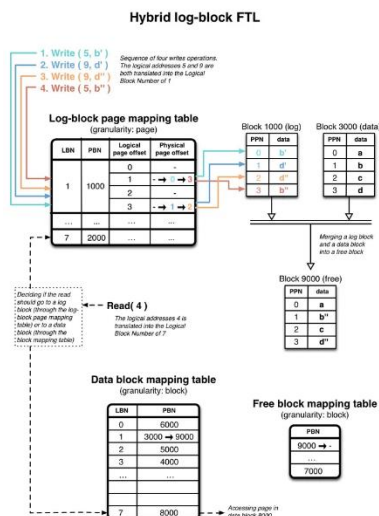 Hybrid log-block FTL
1. Write ( 5, b' )
2. Write ( 9, d' )
3. Write ( 9, d'' )
4. Write ( 5, b'' )
Sequence of four writes operations.
The logical addresses 5 and 9 are
both translated into the Logical
Block Number of 1
Log-block page mapping table
(granularity: page)
LBN PBN Logical page offset Physical page offset
1 1000
0 -
1 - → 0 → 3
2 -
3 - → 1 → 2
... ... ... ...
7 2000 ... ...
Block 1000 (log)
PPN data
0 b'
1 d'
2 d''
3 b''
Block 3000 (data)
PPN data
0 a
1 b
2 c
3 d
Merging a log block
and a data block
into a free block
Block 9000 (free)
PPN data
0 a
1 b''
2 c
3 d''
Deciding if the read
should go to a log
block (through the log-
block page mapping
table) or to a data
block (through the
block mapping table)
Read( 4 )
The logical addresses 4 is
translated into the Logical
Block Number of 7
Data block mapping table
(granularity: block)
LBN PBN
0 6000
1 3000 → 9000
2 5000
3 4000
... ...
7 8000
Free block mapping table
(granularity: block)
PBN
9000 → -
...
7000
Accessing page in
data block 8000